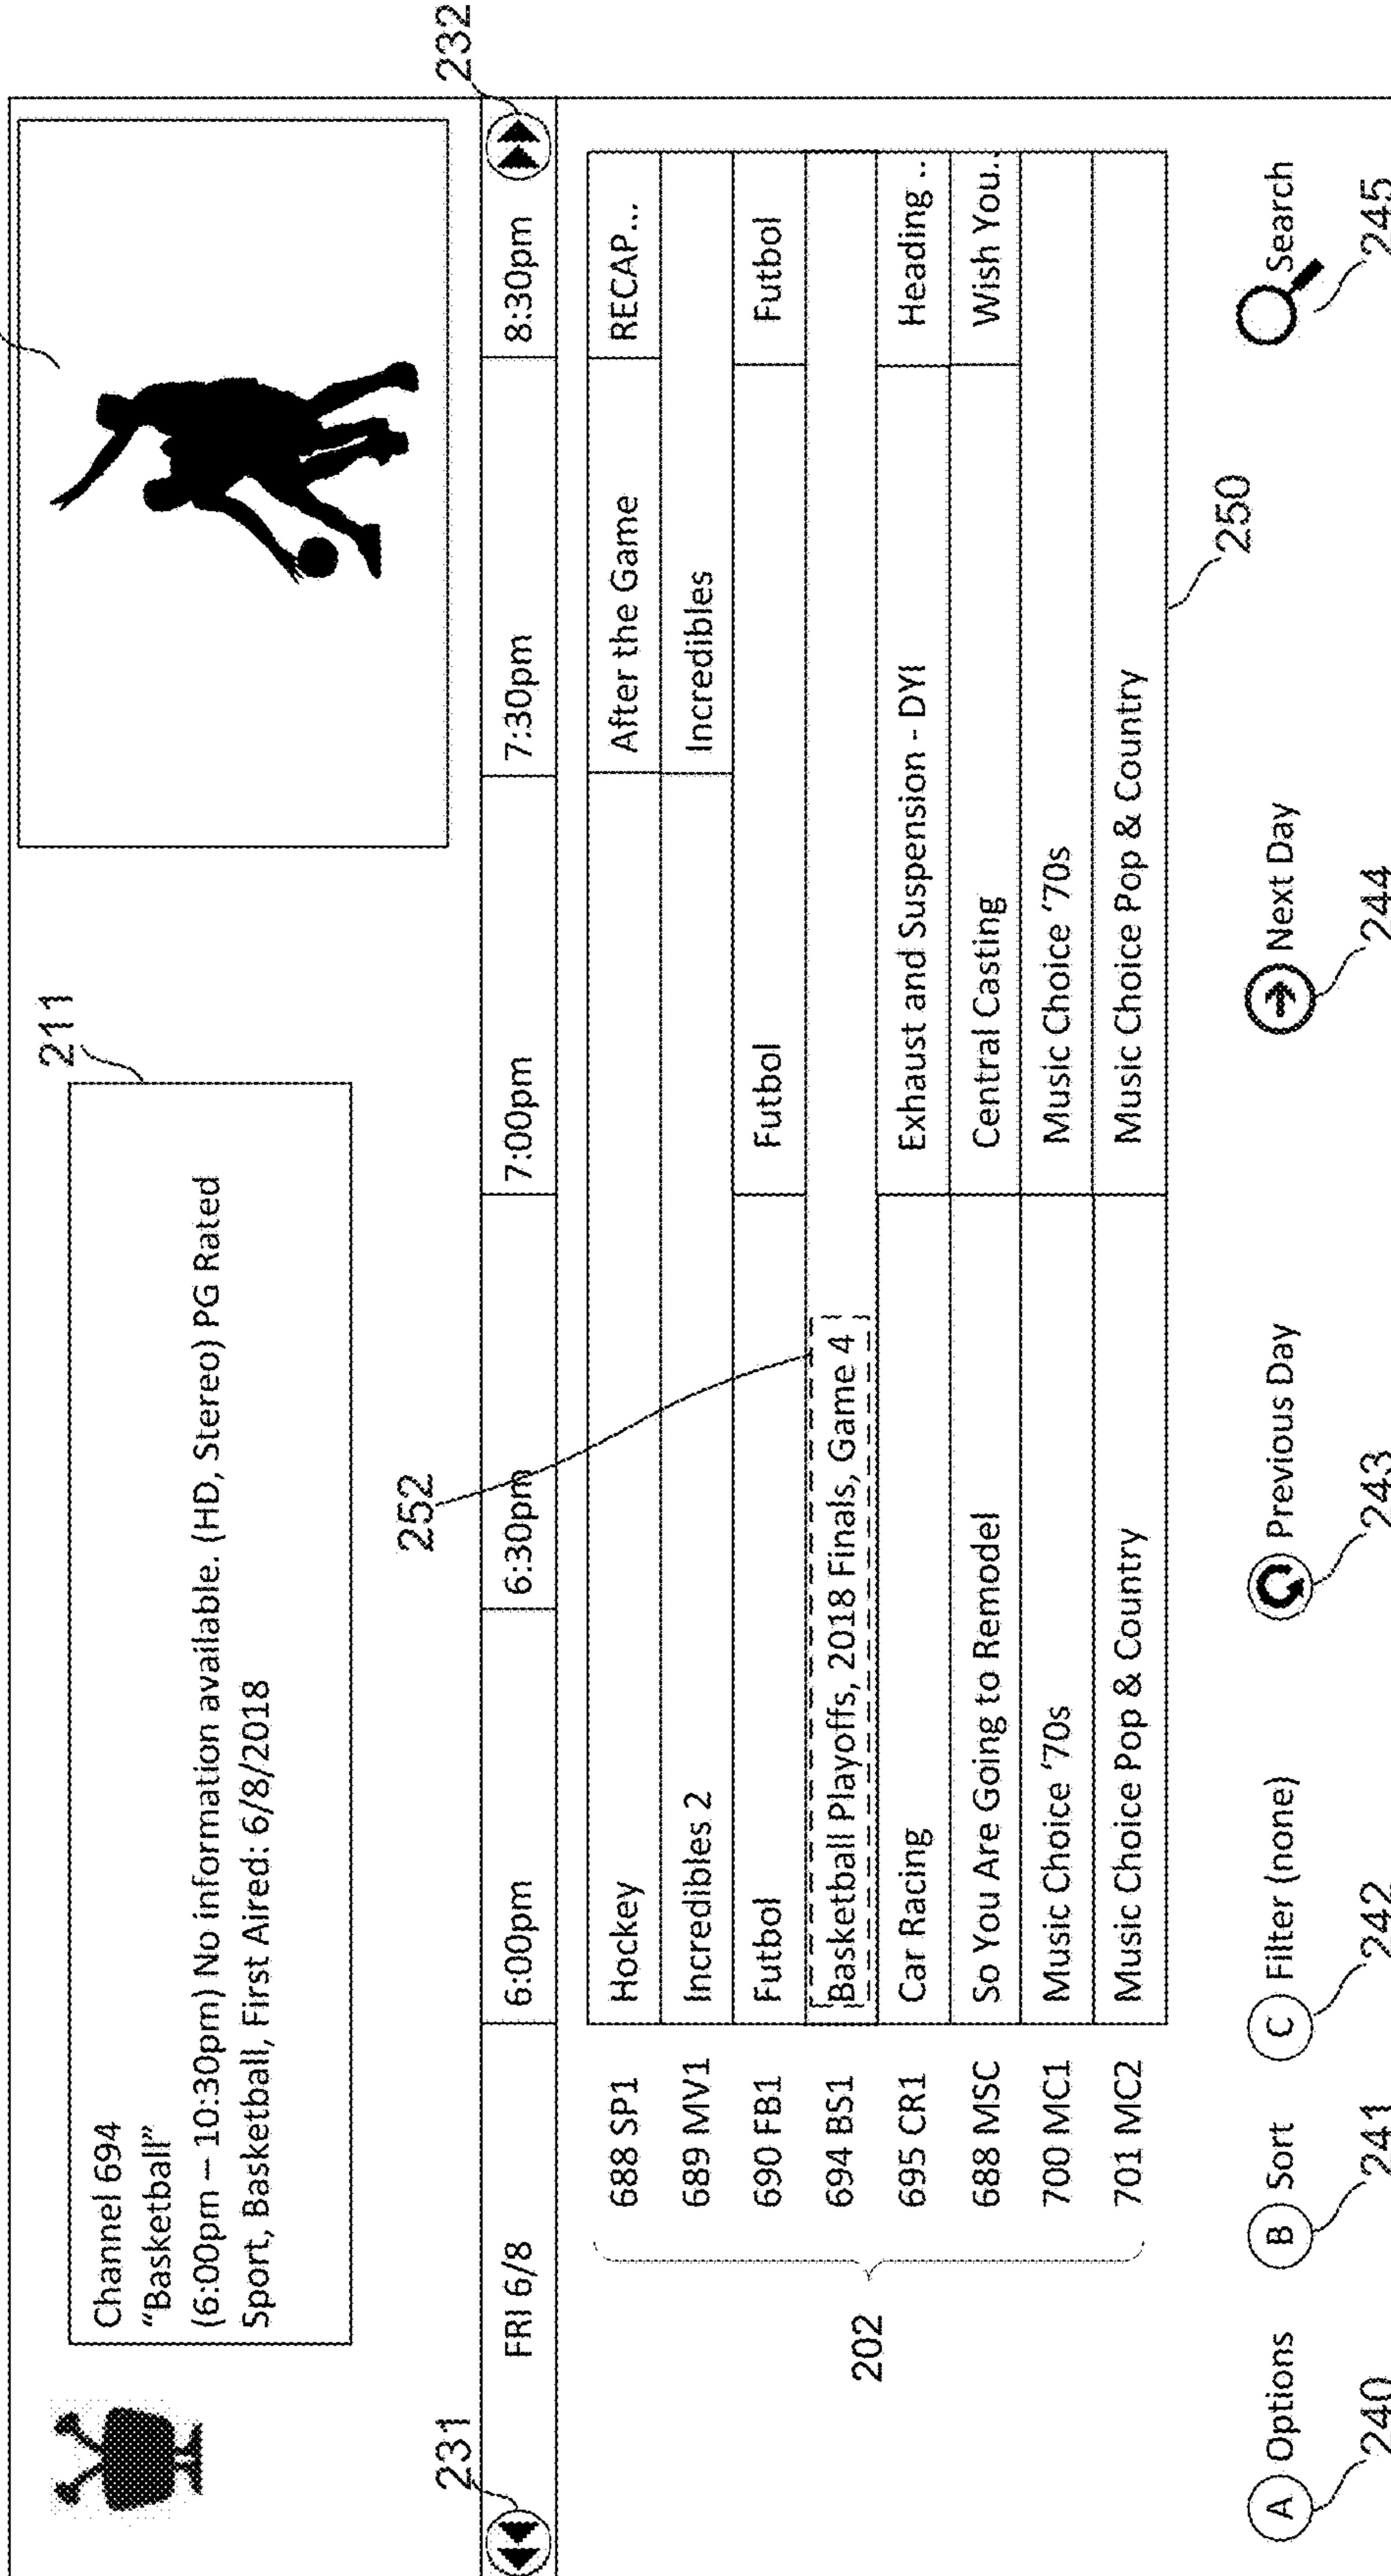 211
Channel 694
“Basketball”
(6:00pm – 10:30pm) No information available. (HD, Stereo) PG Rated
Sport, Basketball, First Aired: 6/8/2018
252
231
232
FRI 6/8 6:00pm 6:30pm 7:00pm 7:30pm 8:30pm
688 SP1 Hockey After the Game RECAP...
689 MV1 Incredibles 2 Incredibles
690 FB1 Futbol Futbol Futbol
694 BS1 Basketball Playoffs, 2018 Finals, Game 4
695 CR1 Car Racing Exhaust and Suspension - DYI Heading ..
688 MSC So You Are Going to Remodel Central Casting Wish You..
700 MC1 Music Choice ‘70s Music Choice ‘70s
701 MC2 Music Choice Pop & Country Music Choice Pop & Country
202
250
A Options B Sort C Filter (none) Previous Day Next Day Search
240 241 242 243 244 245